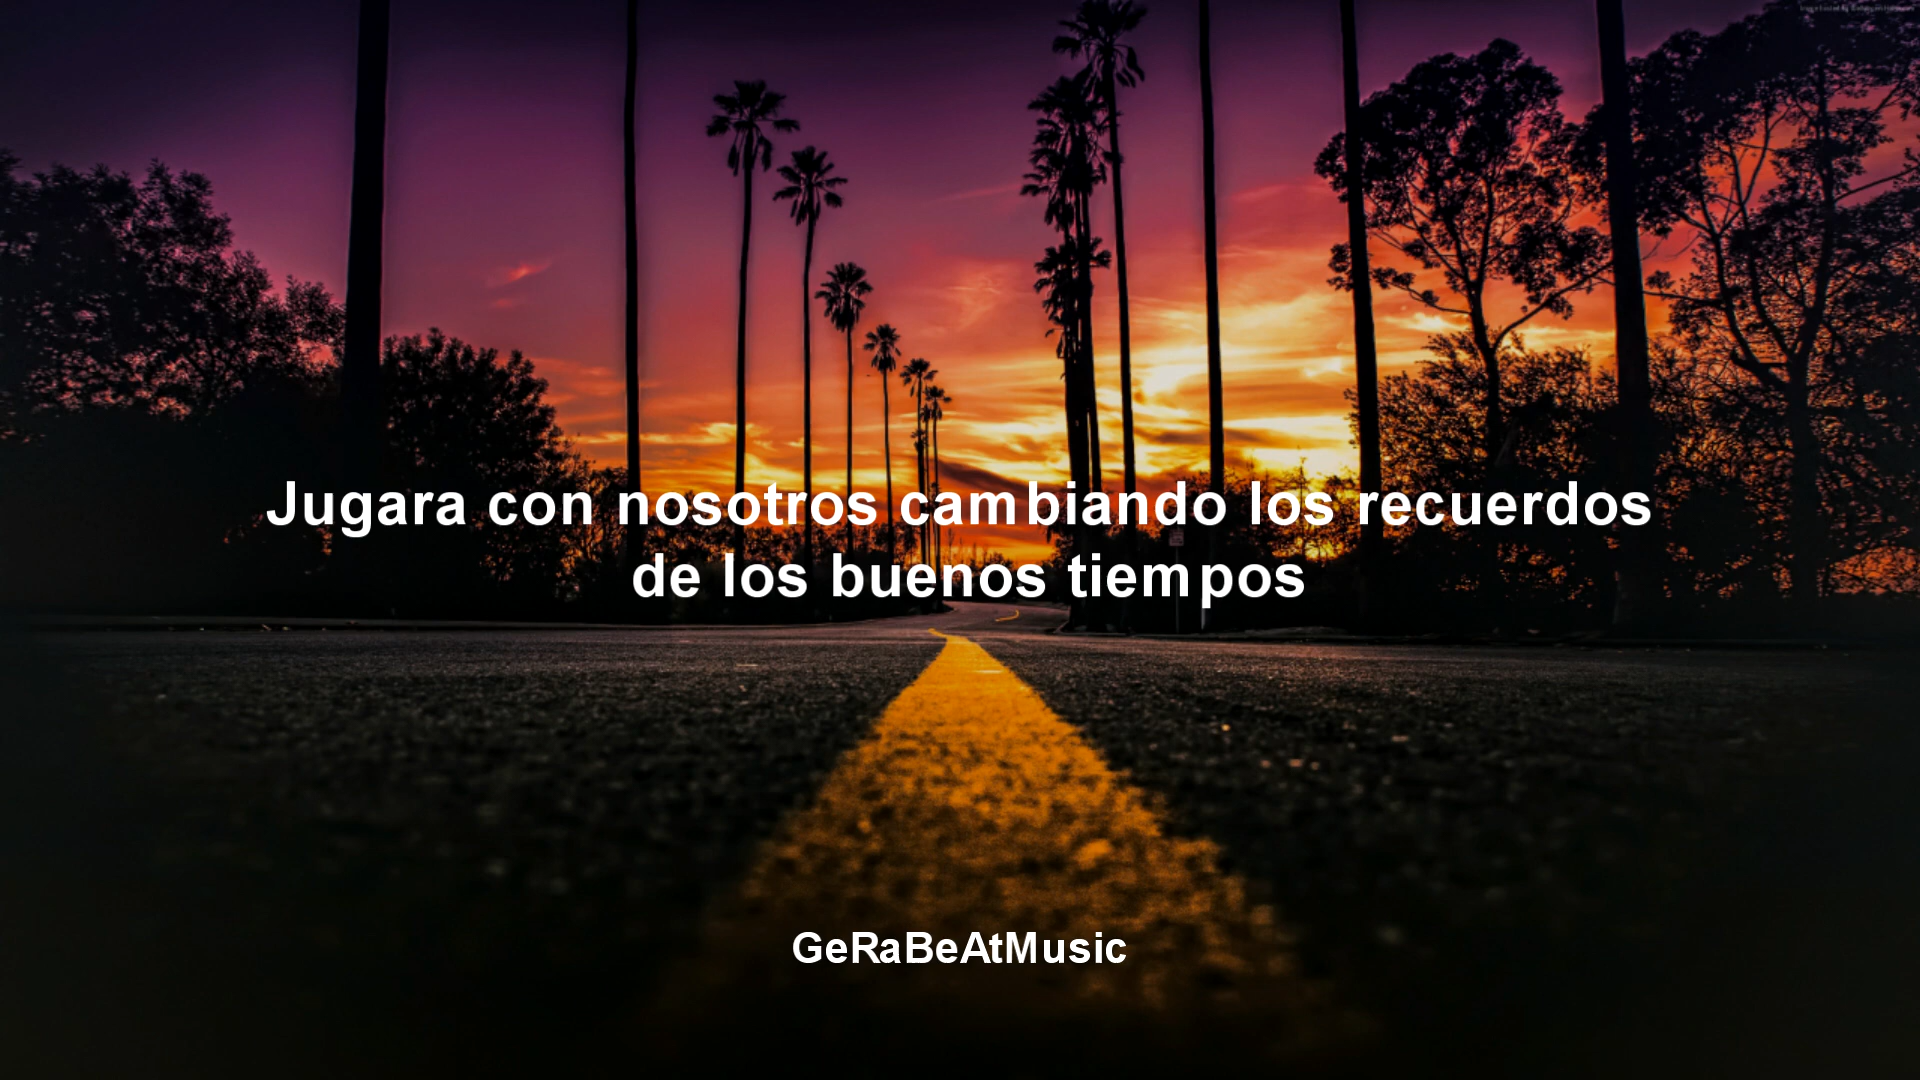 Jugara con nosotros cambiando los recuerdos
de los buenos tiempos
GeRaBeAtMusic